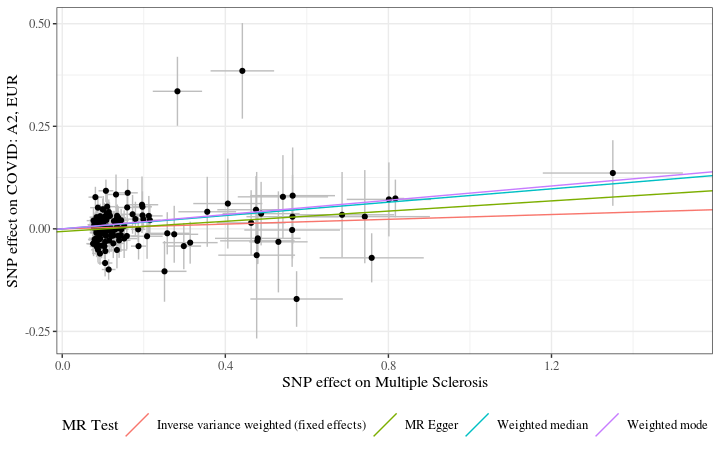 SNP effect on COVID: A2, EUR
0.50
0.25
0.00
-0.25
0.0 0.4 0.8 1.2
SNP effect on Multiple Sclerosis
MR Test Inverse variance weighted (fixed effects) MR Egger Weighted median Weighted mode